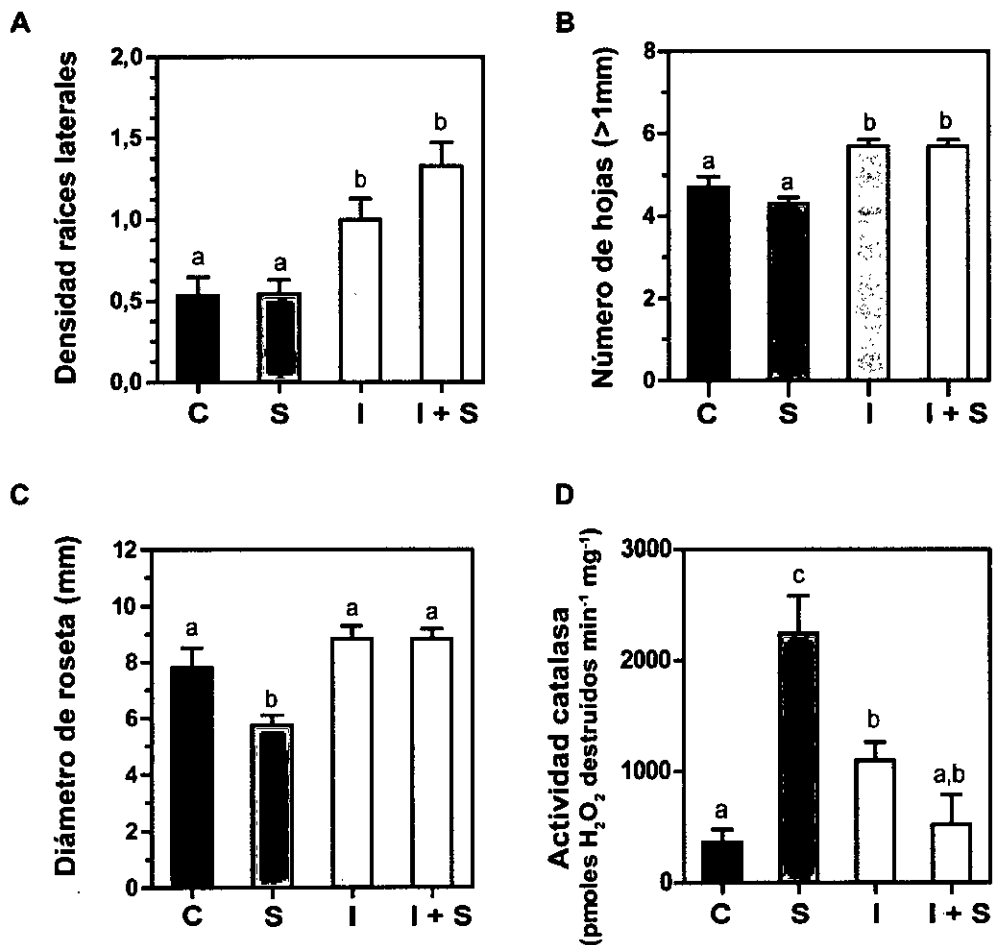 A
Densidad raíces laterales
2,0
1,5
1,0
0,5
0,0
a
a
b
b
C S I I + S
B
Número de hojas (>1mm)
8
6
4
2
0
a
a
b
b
C S I I + S
C
Diámetro de roseta (mm)
12
10
8
6
4
2
0
a
b
a
a
C S I I + S
D
Actividad catalasa
(pmoles H₂O₂ destruídos min⁻¹ mg⁻¹)
3000
2000
1000
0
a
c
b
a,b
C S I I + S